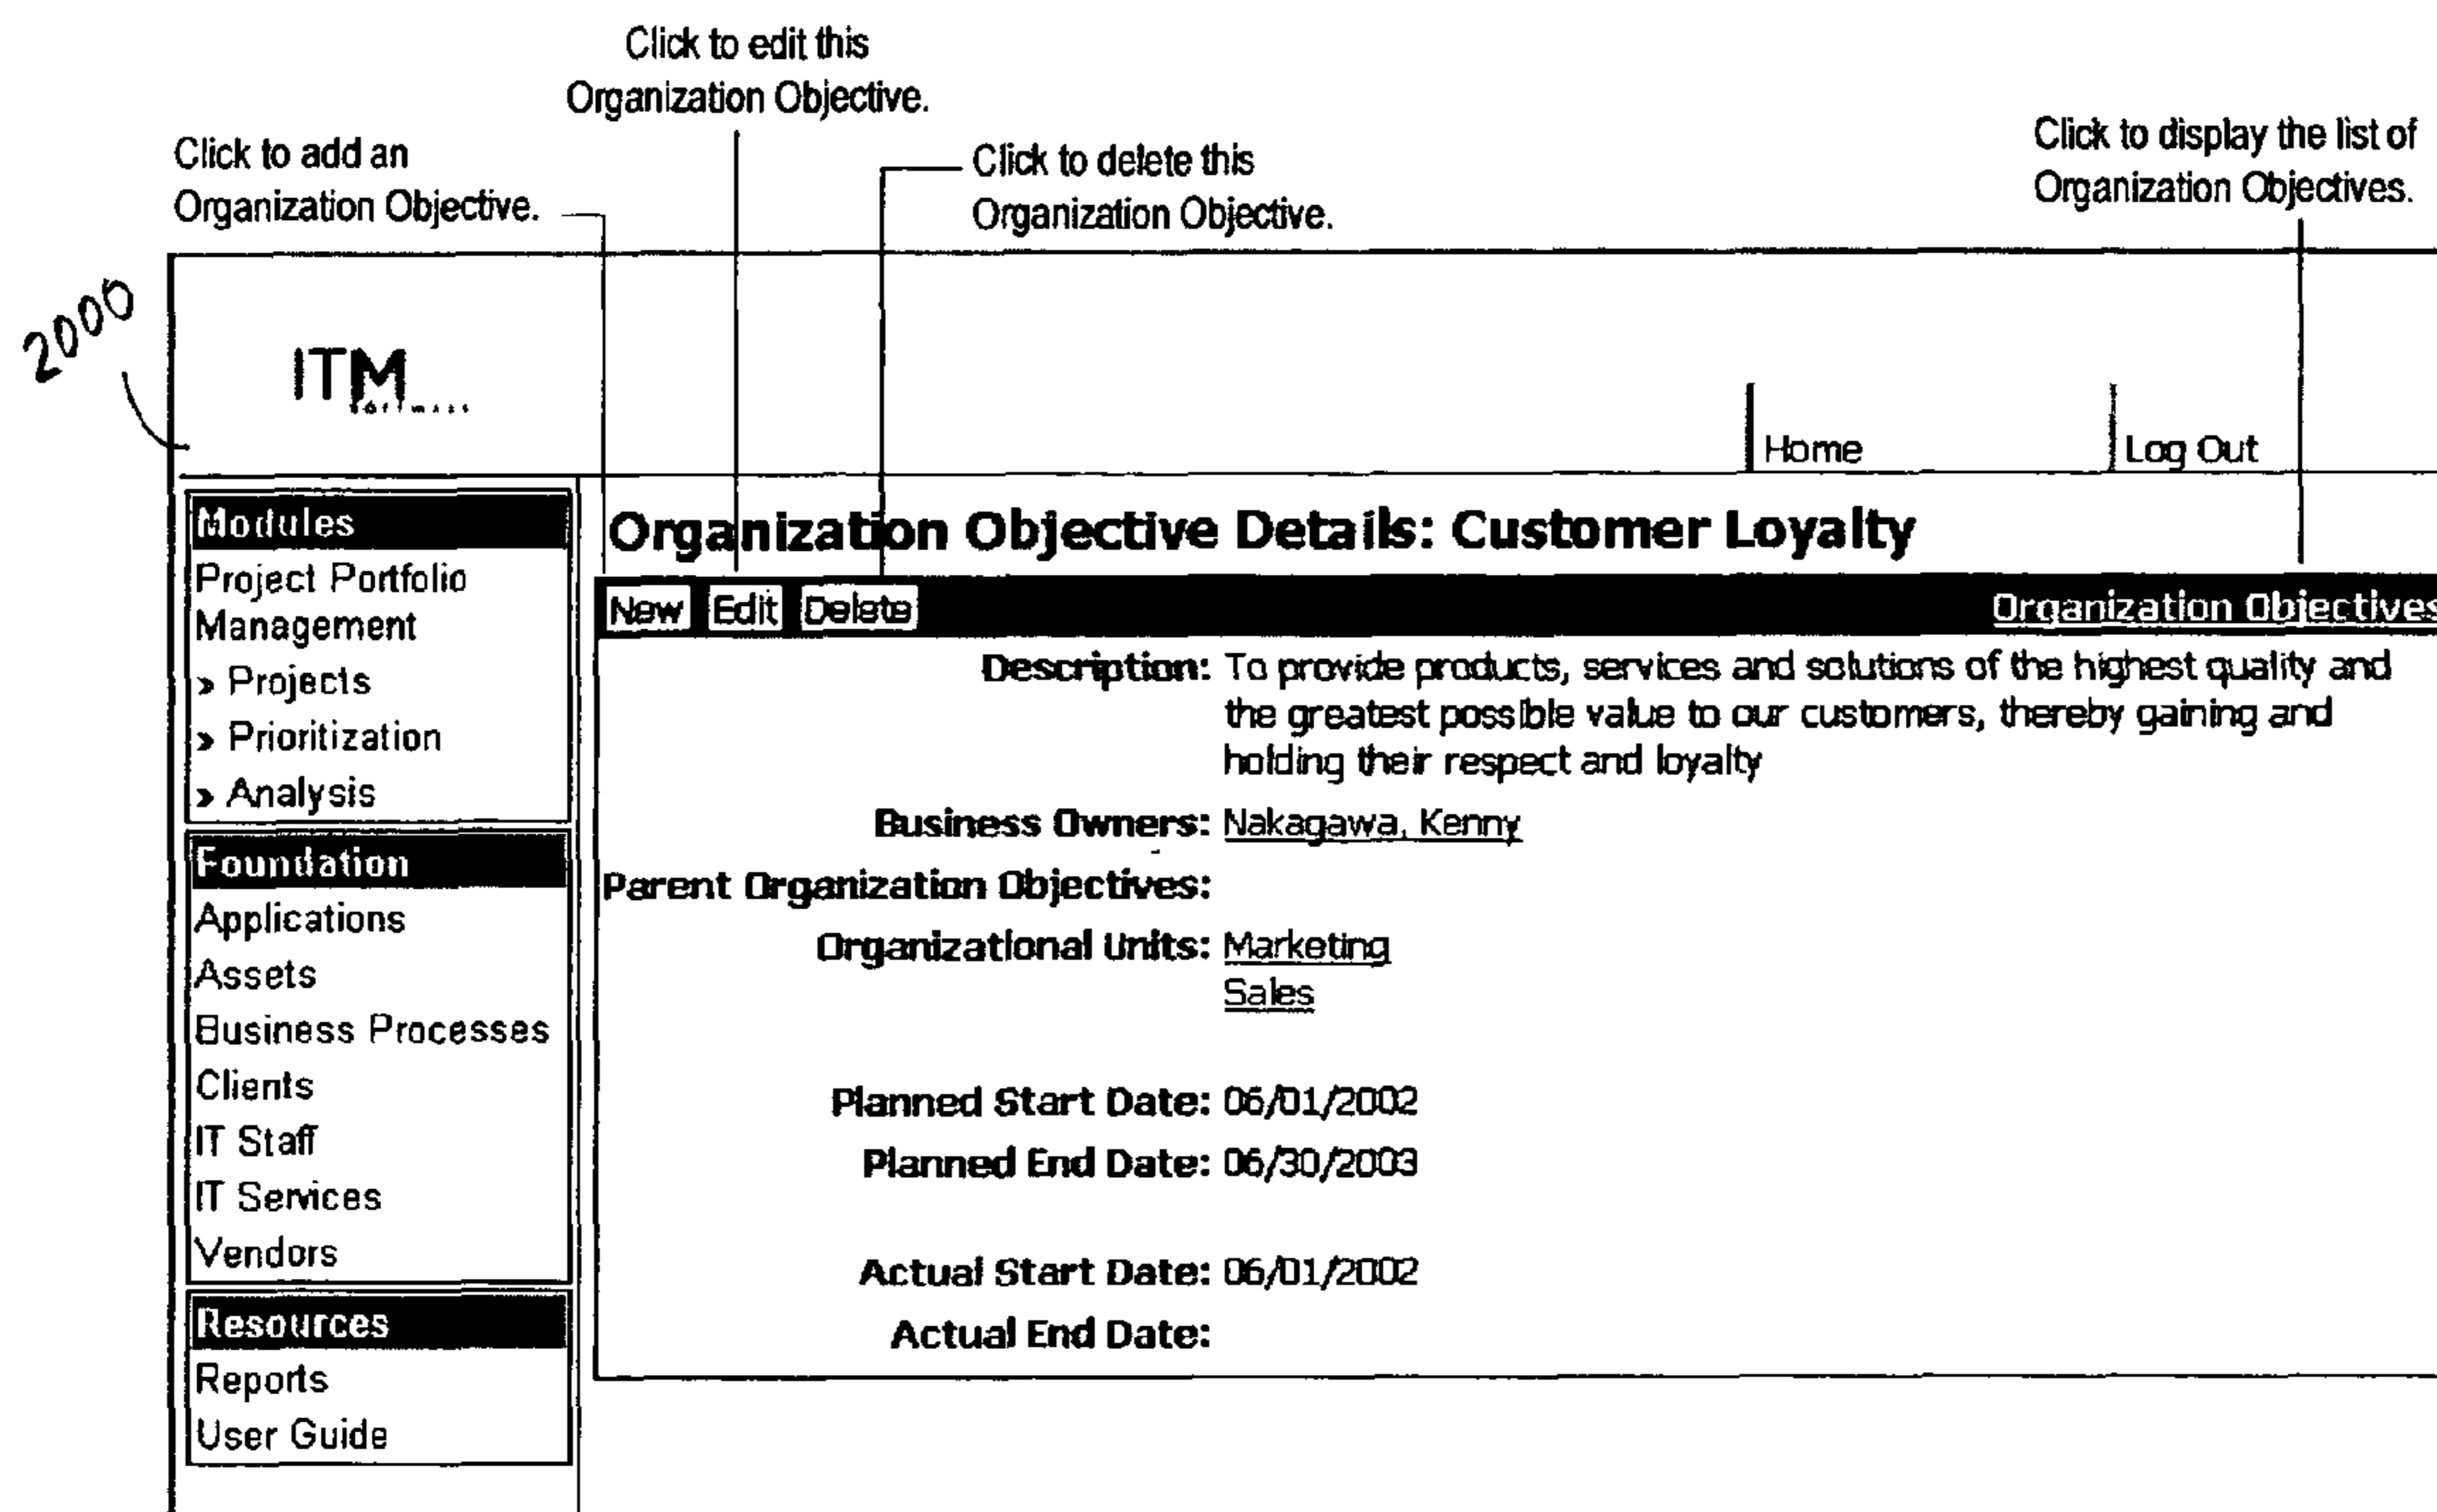 Click to edit this
Organization Objective.
Click to add an
Organization Objective.
Click to delete this
Organization Objective.
Click to display the list of
Organization Objectives.
2000
ITM
software
Home
Log Out
Modules
Project Portfolio
Management
» Projects
» Prioritization
» Analysis
Foundation
Applications
Assets
Business Processes
Clients
IT Staff
IT Services
Vendors
Resources
Reports
User Guide
Organization Objective Details: Customer Loyalty
New Edit Delete Organization Objectives
Description: To provide products, services and solutions of the highest quality and
the greatest possible value to our customers, thereby gaining and
holding their respect and loyalty
Business Owners: Nakagawa, Kenny
Parent Organization Objectives:
Organizational Units: Marketing
Sales
Planned Start Date: 06/01/2002
Planned End Date: 06/30/2003
Actual Start Date: 06/01/2002
Actual End Date: